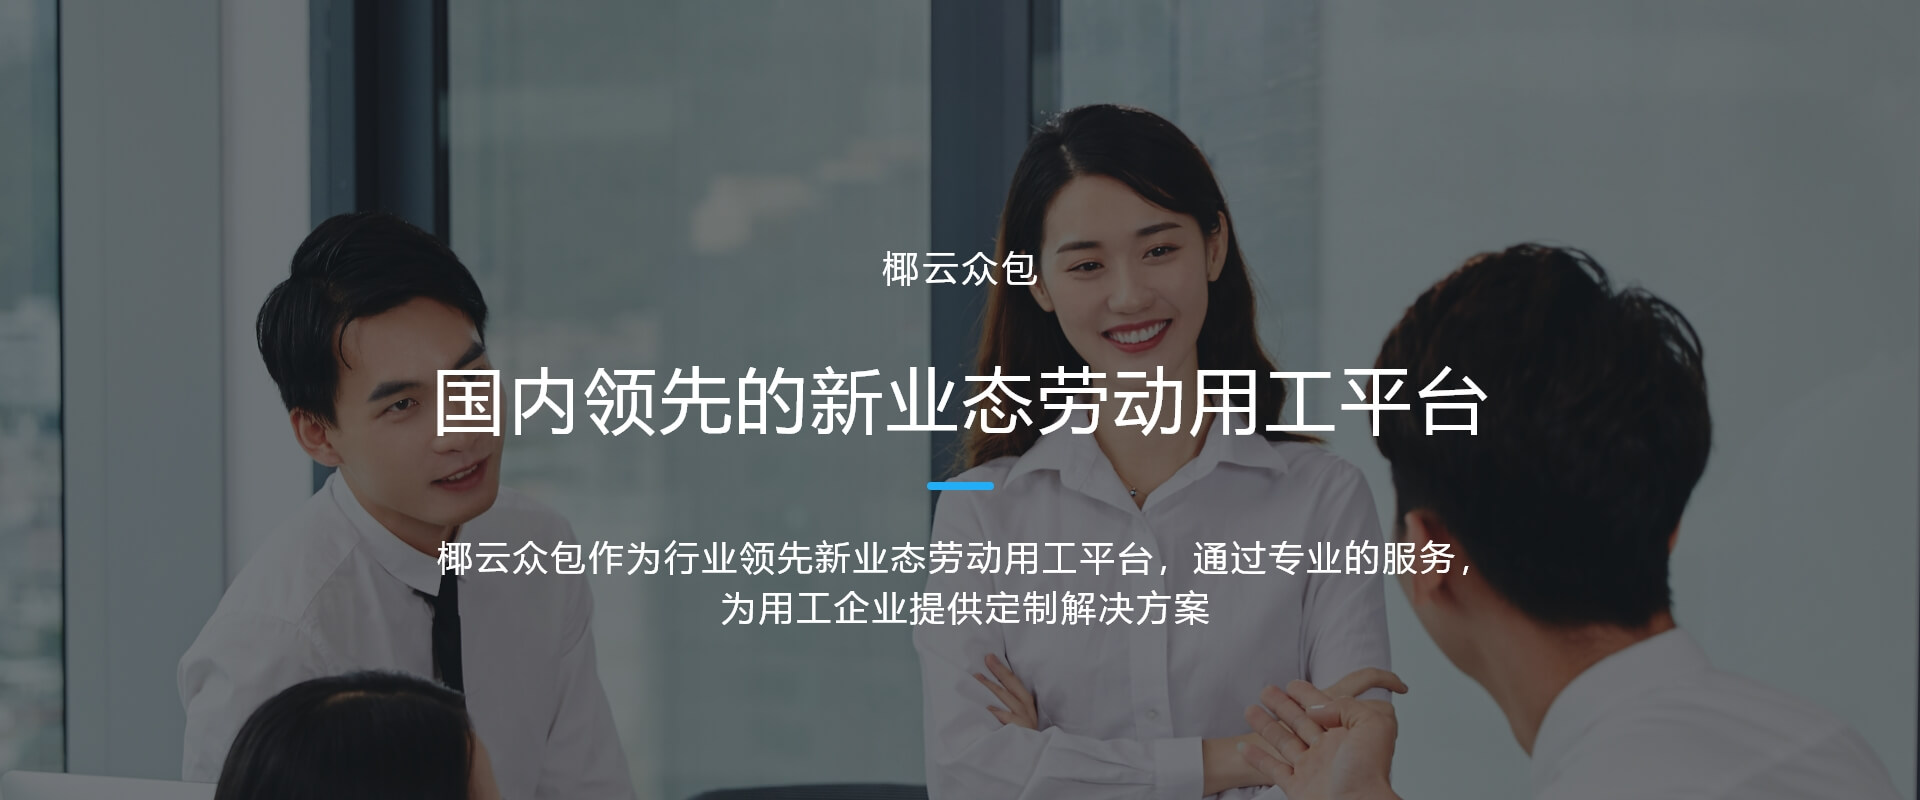 椰云众包
国内领先的新业态劳动用工平台
椰云众包作为行业领先新业态劳动用工平台，通过专业的服务，
为用工企业提供定制解决方案